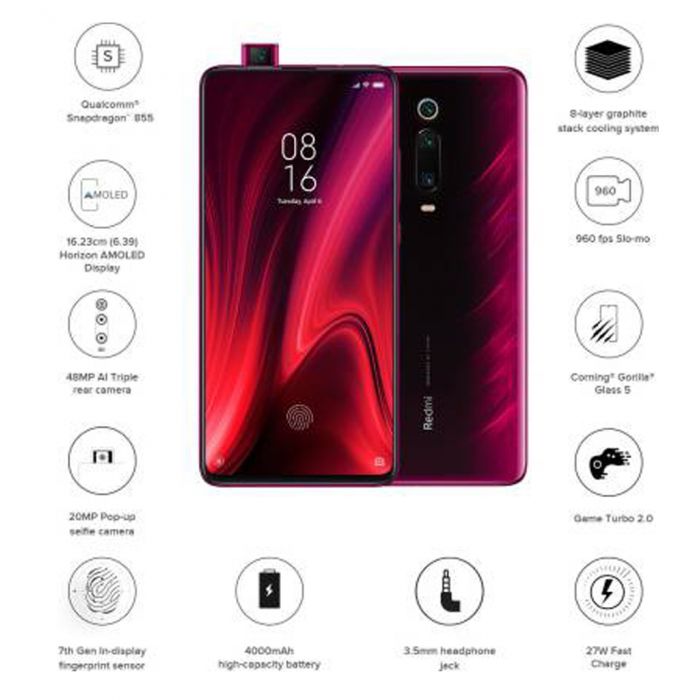 S
Qualcomm®
Snapdragon™ 855
AMOLED
16.23cm (6.39)
Horizon AMOLED
Display
48MP AI Triple
rear camera
20MP Pop-up
selfie camera
7th Gen In-display
fingerprint sensor
08
16
Tuesday, April 6
Redmi
4000mAh
high-capacity battery
3.5mm headphone
jack
8-layer graphite
stack cooling system
960
960 fps Slo-mo
Corning® Gorilla®
Glass 5
Game Turbo 2.0
27W Fast
Charge